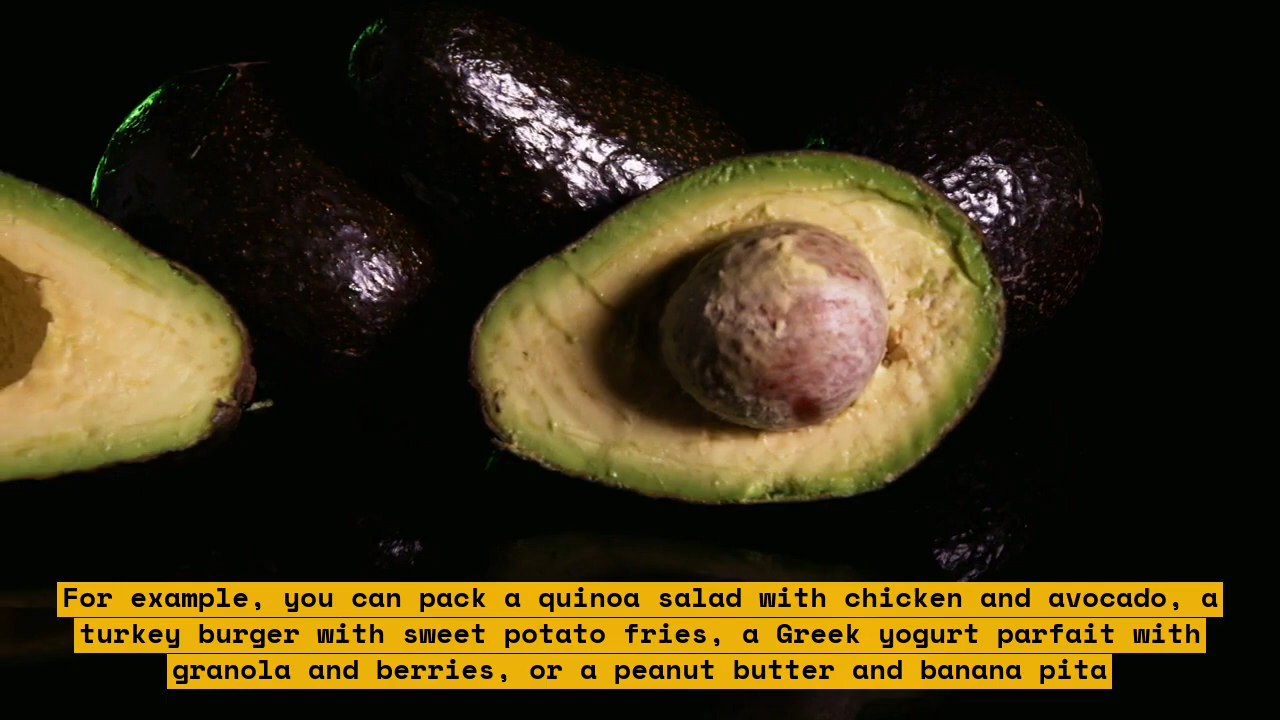 For example, you can pack a quinoa salad with chicken and avocado, a
turkey burger with sweet potato fries, a Greek yogurt parfait with
granola and berries, or a peanut butter and banana pita